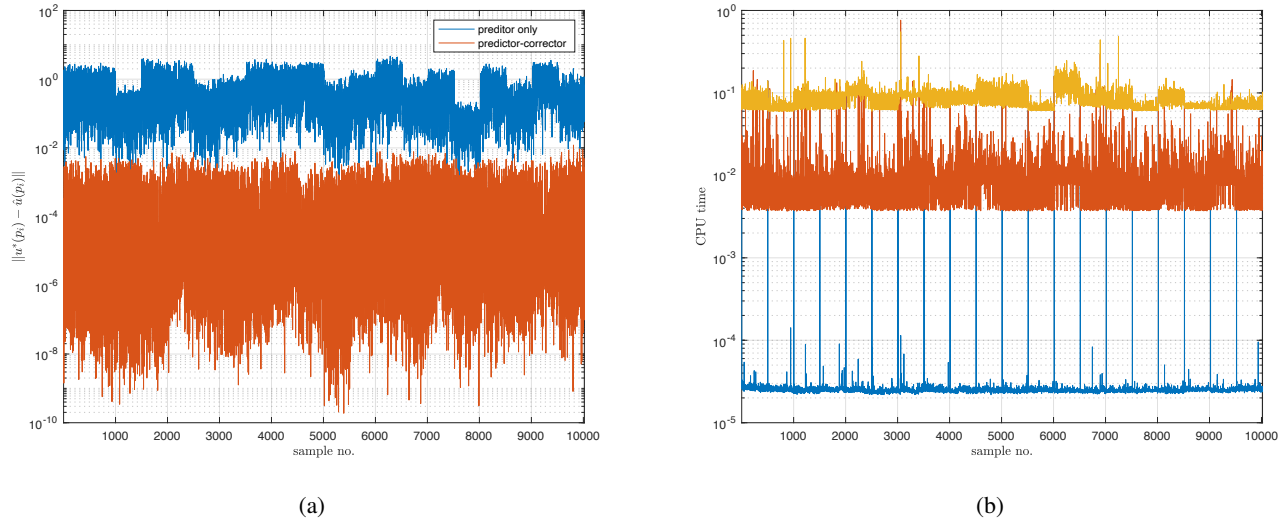 10^2
10^0
10^-2
10^-4
10^-6
10^-8
10^-10
||u*(p_i) − û(p_i)||
preditor only
predictor-corrector
1000 2000 3000 4000 5000 6000 7000 8000 9000 10000
sample no.
(a)
10^0
10^-1
10^-2
10^-3
10^-4
10^-5
CPU time
1000 2000 3000 4000 5000 6000 7000 8000 9000 10000
sample no.
(b)